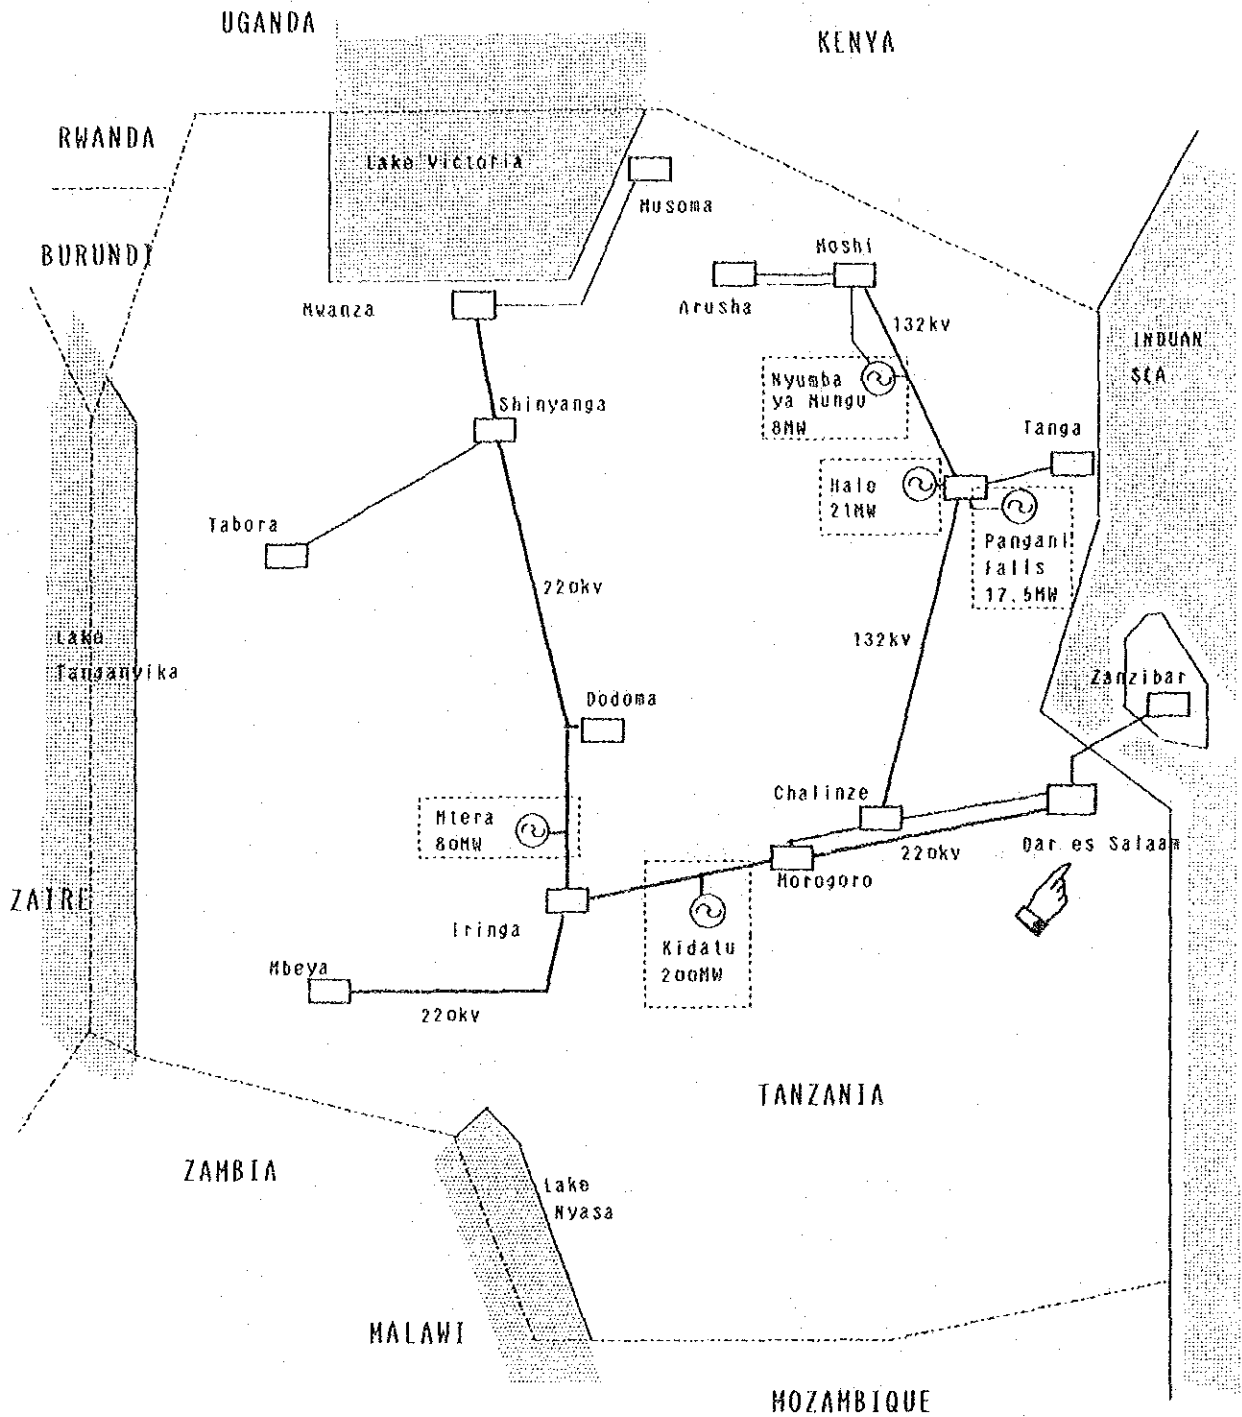 UGANDA
KENYA
RWANDA
Lake Victoria
Musoma
BURUNDI
Moshi
Mwanza
Arusha
132kv
INDUAN
SEA
Nyumba
ya Mungu
8MW
Shinyanga
Tanga
Hale
21MW
Tabora
Pangani
Falls
17.5MW
220kv
132kv
Lake
Tanganyika
Zanzibar
Dodoma
Chalinze
Mtera
80MW
220kv
Dar es Salaam
Morogoro
ZAIRE
Iringa
Kidatu
200MW
Mbeya
220kv
TANZANIA
ZAMBIA
Lake
Nyasa
MALAWI
MOZAMBIQUE